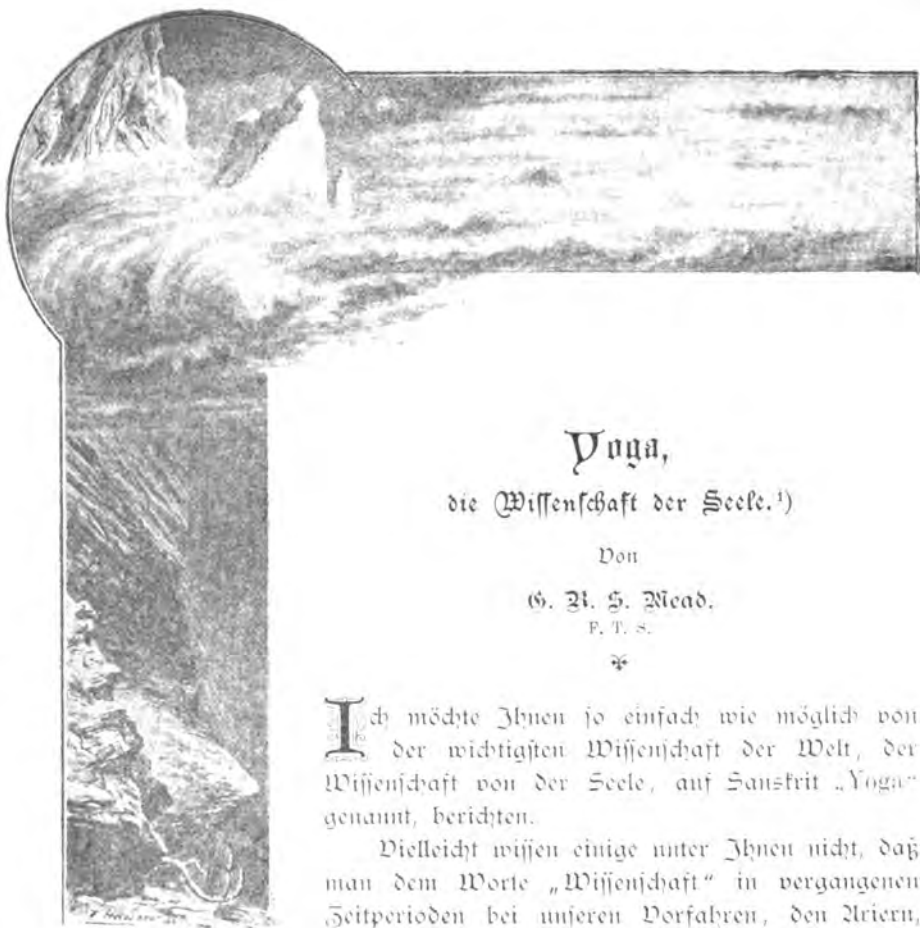 Yoga,
die Wissenschaft der Seele.¹)
Von
G. R. S. Mead.
F. T. S.
Ich möchte Ihnen so einfach wie möglich von
der wichtigsten Wissenschaft der Welt, der
Wissenschaft von der Seele, auf Sanskrit „Yoga“
genannt, berichten.
Vielleicht wissen einige unter Ihnen nicht, daß
man dem Worte „Wissenschaft“ in vergangenen
Zeitperioden bei unseren Vorfahren, den Ariern,